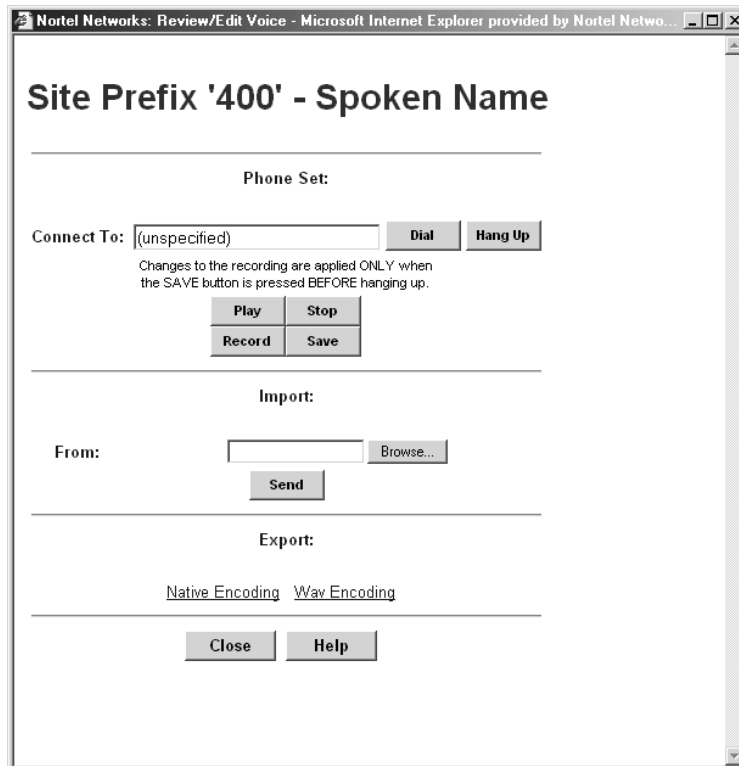 Nortel Networks: Review/Edit Voice - Microsoft Internet Explorer provided by Nortel Netwo...
Site Prefix '400' - Spoken Name
Phone Set:
Connect To: (unspecified) Dial Hang Up
Changes to the recording are applied ONLY when
the SAVE button is pressed BEFORE hanging up.
Play Stop
Record Save
Import:
From: Browse...
Send
Export:
Native Encoding Wav Encoding
Close Help